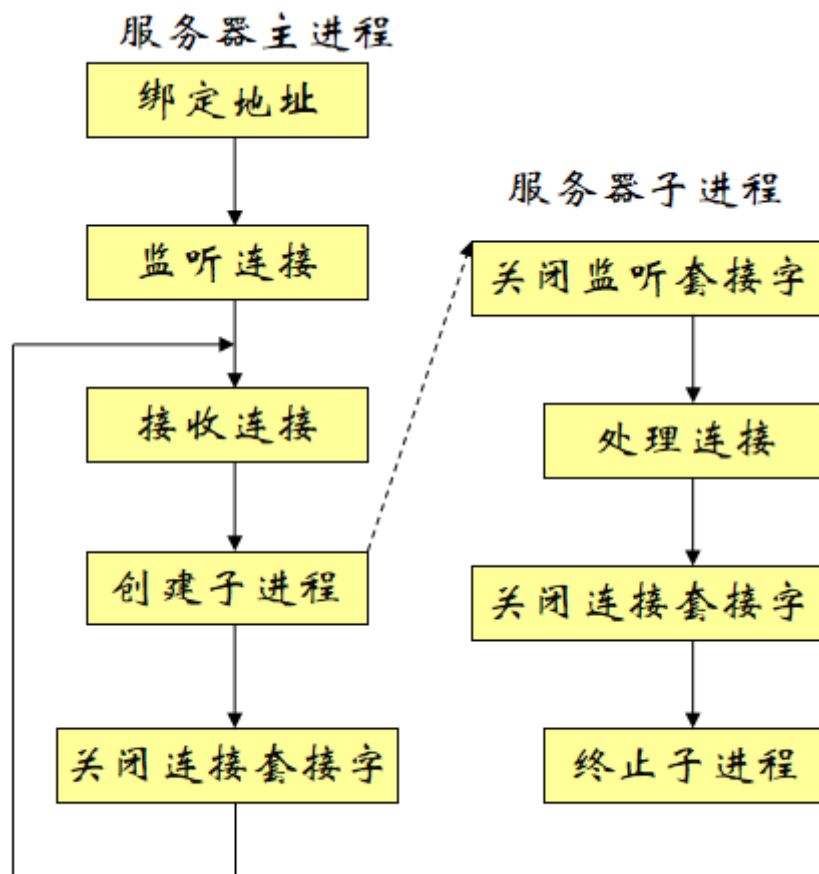 服务器主进程
绑定地址
监听连接
接收连接
创建子进程
关闭连接套接字
服务器子进程
关闭监听套接字
处理连接
关闭连接套接字
终止子进程